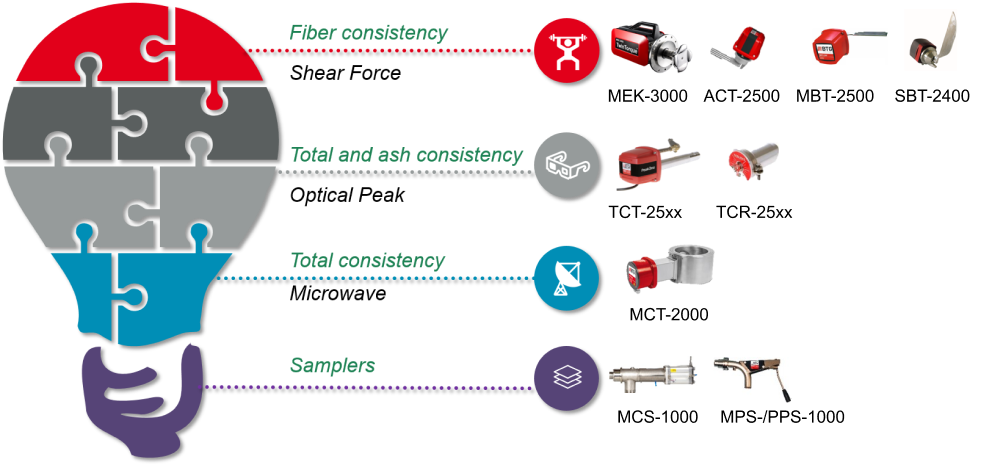 Fiber consistency
Shear Force
MEK-3000
ACT-2500
MBT-2500
SBT-2400
Total and ash consistency
Optical Peak
TCT-25xx
TCR-25xx
Total consistency
Microwave
MCT-2000
Samplers
MCS-1000
MPS-/PPS-1000